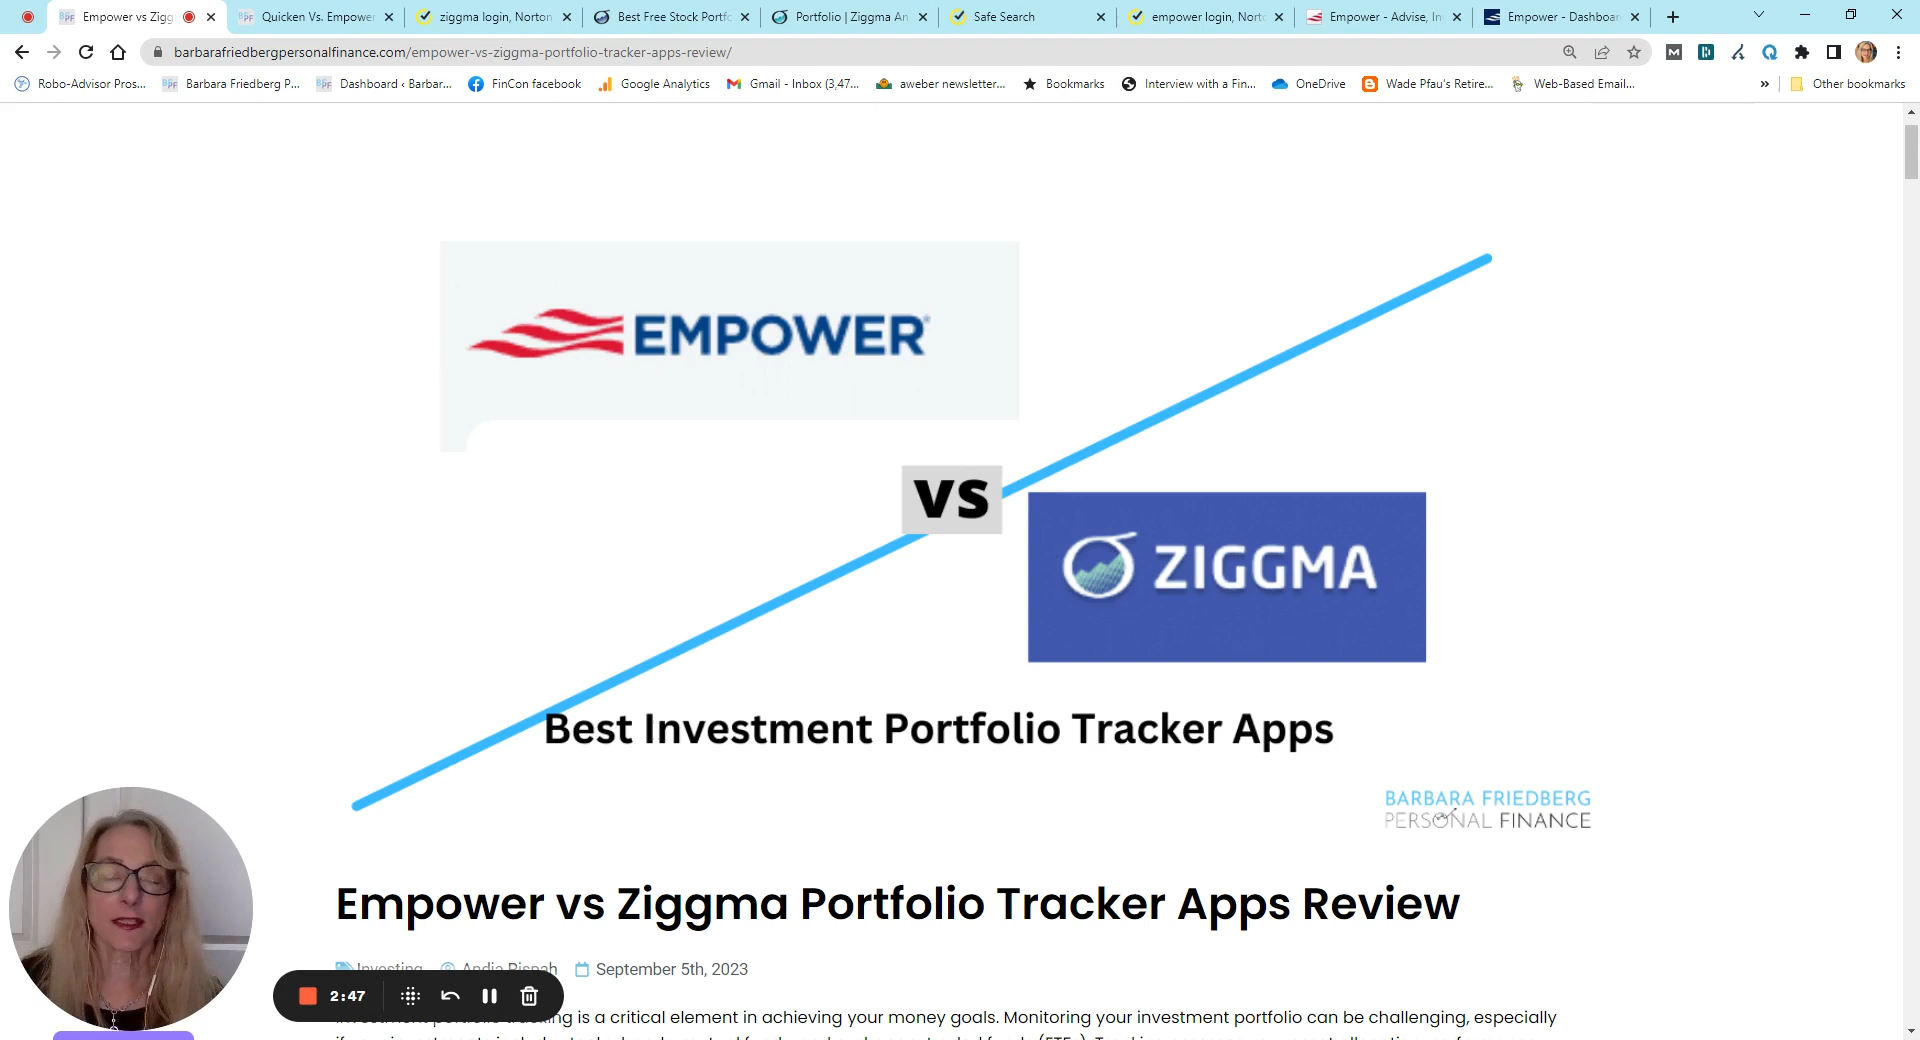 Empower vs Zigg
Quicken Vs. Empower
ziggma login, Norton
Best Free Stock Portfo
Portfolio | Ziggma An
Safe Search
empower login, Norto
Empower - Advise, In
Empower - Dashboar
barbarafriedbergpersonalfinance.com/empower-vs-ziggma-portfolio-tracker-apps-review/
Robo-Advisor Pros...
Barbara Friedberg P...
Dashboard ‹ Barbar...
FinCon facebook
Google Analytics
Gmail - Inbox (3,47...
aweber newsletter...
Bookmarks
Interview with a Fin...
OneDrive
Wade Pfau's Retire...
Web-Based Email...
»
Other bookmarks
EMPOWER
VS
ZIGGMA
Best Investment Portfolio Tracker Apps
BARBARA FRIEDBERG
PERSONAL FINANCE
Empower vs Ziggma Portfolio Tracker Apps Review
Investing
September 5th, 2023
2:47
is a critical element in achieving your money goals. Monitoring your investment portfolio can be challenging, especially